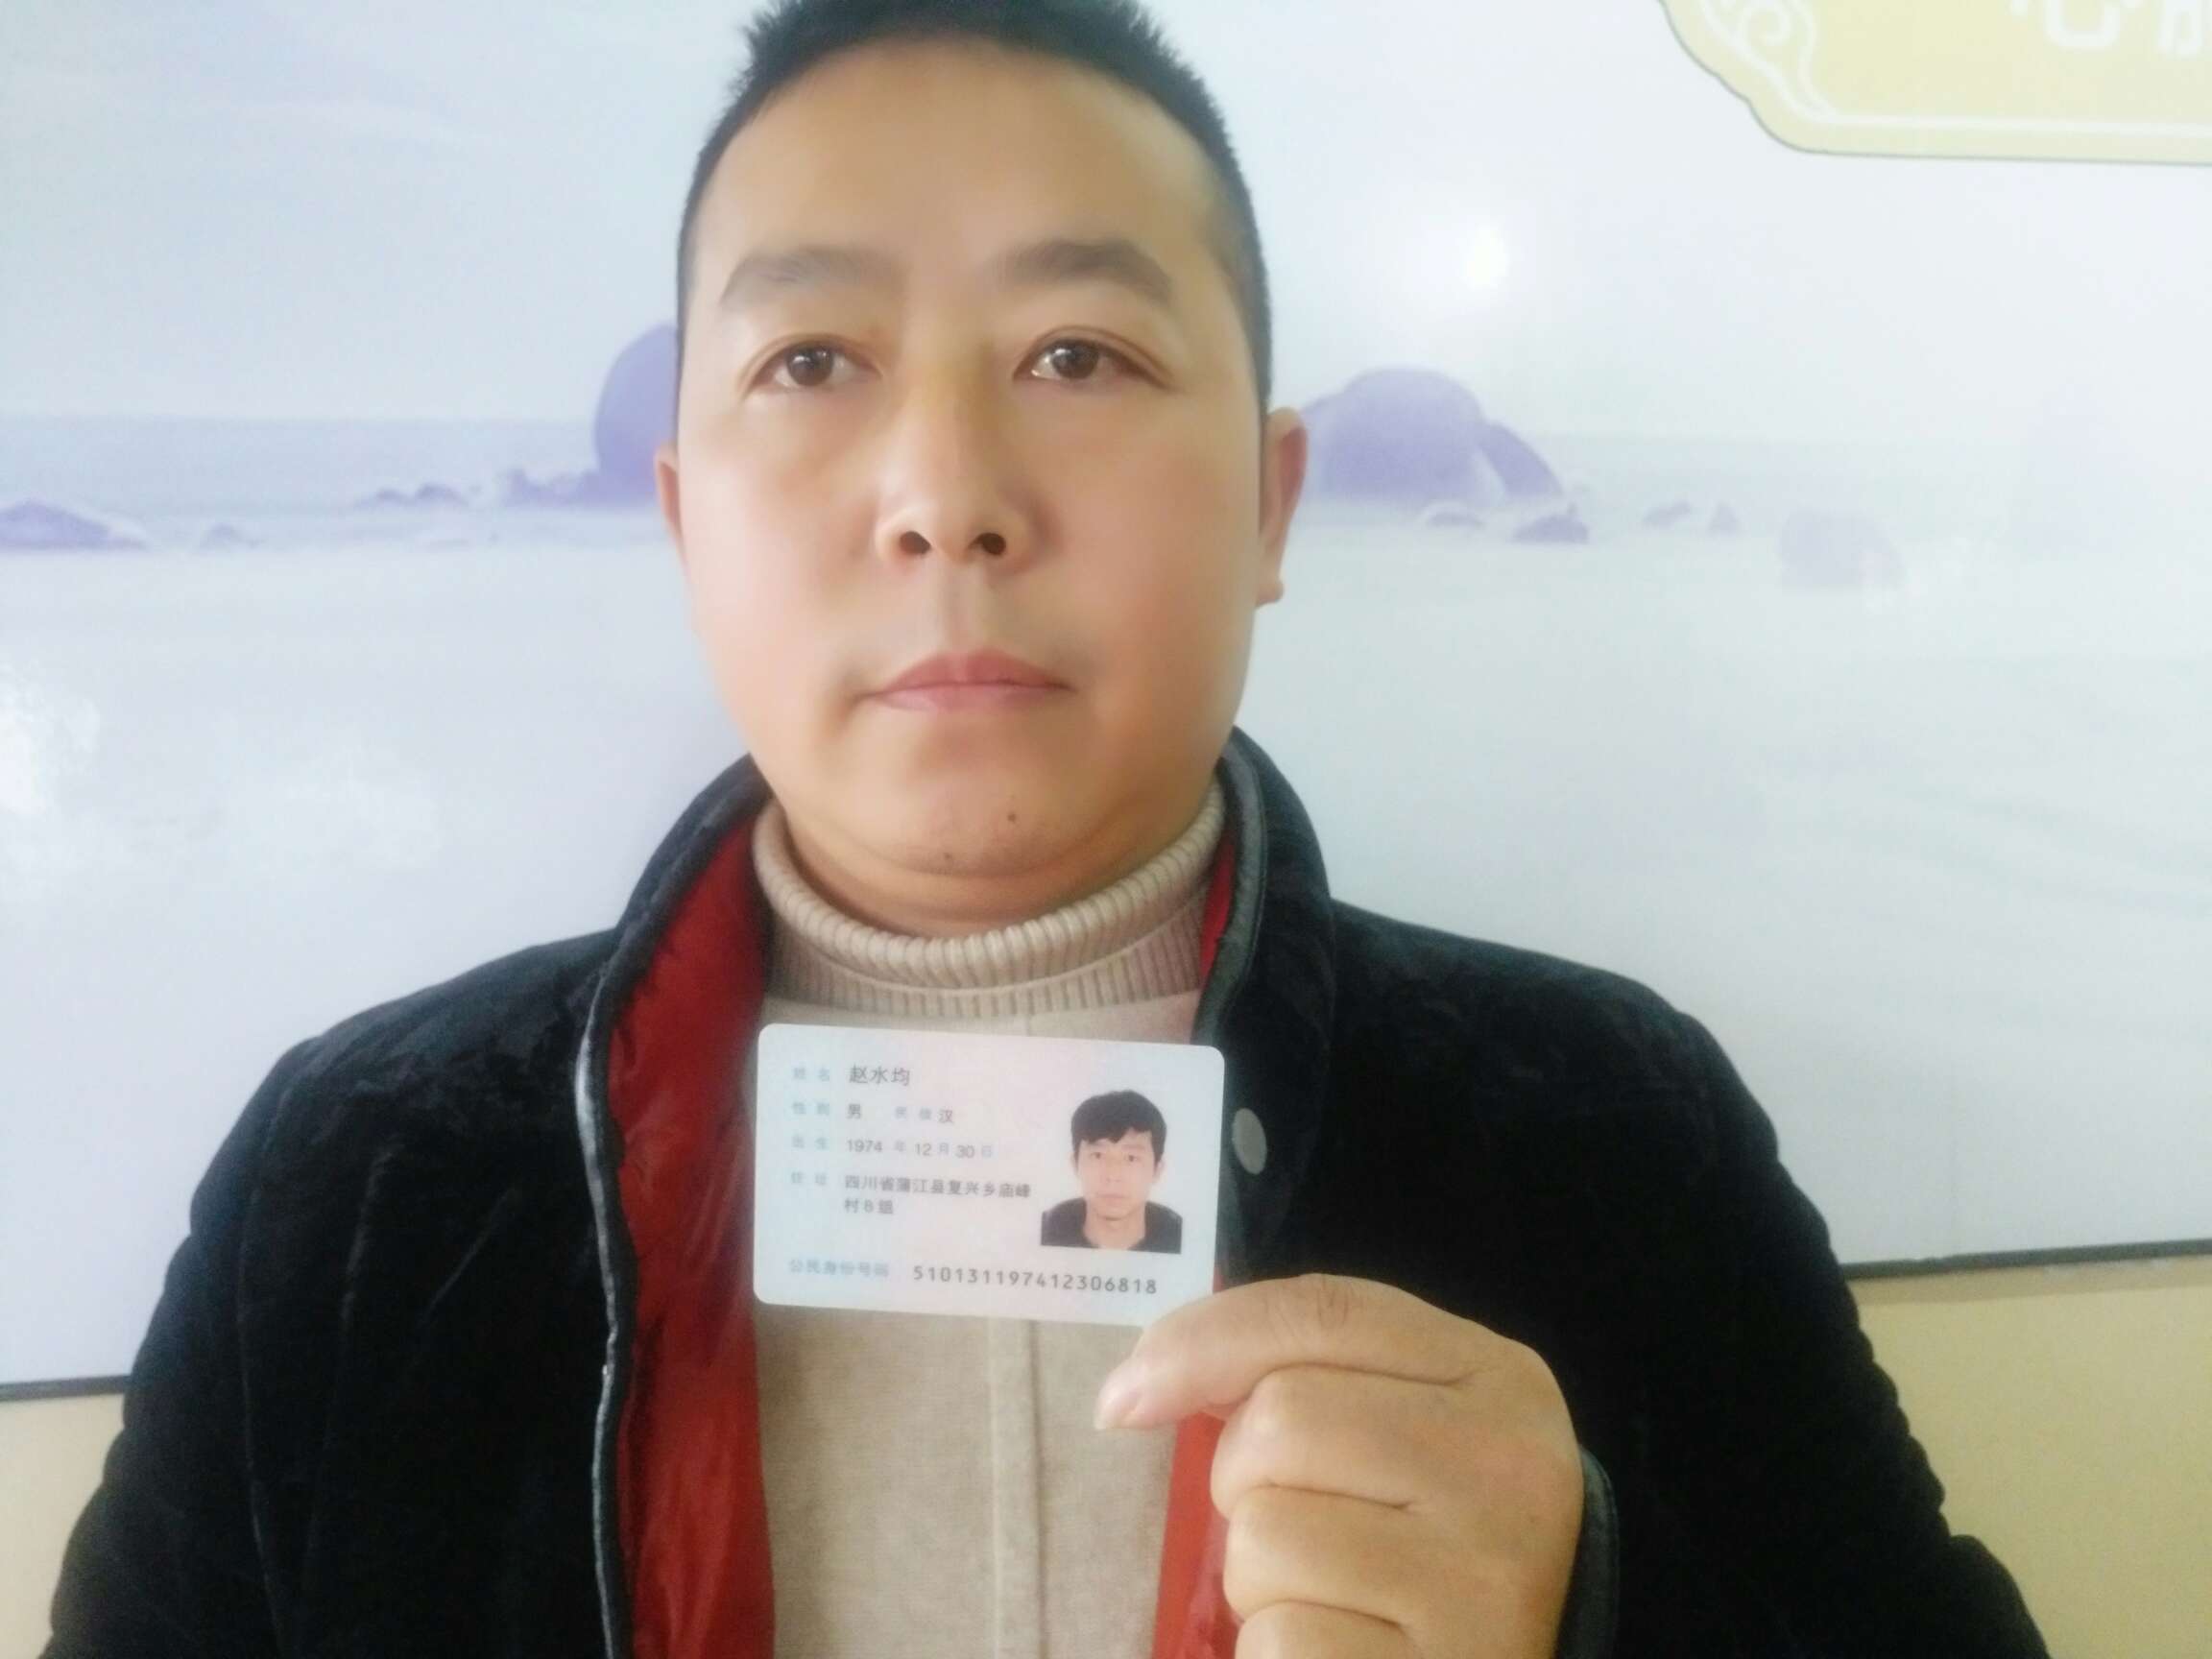 姓名 赵水均
性别 男 民族 汉
出生 1974 年 12 月 30 日
住址 四川省蒲江县复兴乡庙峰
村8组
公民身份号码 510131197412306818